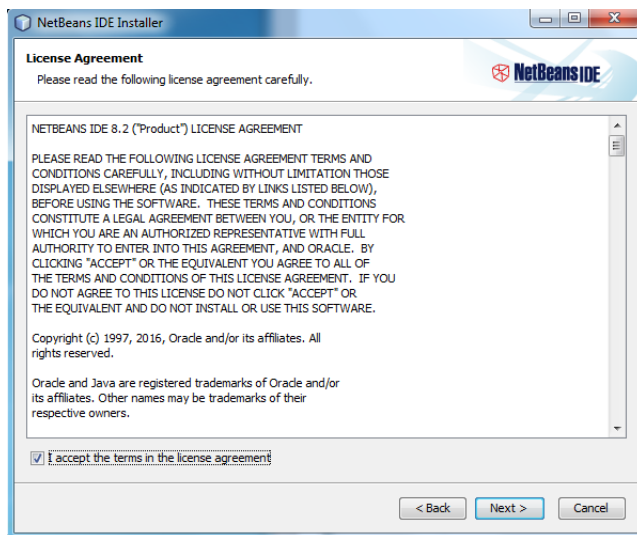 NetBeans IDE Installer
License Agreement
Please read the following license agreement carefully.
NetBeans IDE
NETBEANS IDE 8.2 ("Product") LICENSE AGREEMENT
PLEASE READ THE FOLLOWING LICENSE AGREEMENT TERMS AND
CONDITIONS CAREFULLY, INCLUDING WITHOUT LIMITATION THOSE
DISPLAYED ELSEWHERE (AS INDICATED BY LINKS LISTED BELOW),
BEFORE USING THE SOFTWARE.  THESE TERMS AND CONDITIONS
CONSTITUTE A LEGAL AGREEMENT BETWEEN YOU, OR THE ENTITY FOR
WHICH YOU ARE AN AUTHORIZED REPRESENTATIVE WITH FULL
AUTHORITY TO ENTER INTO THIS AGREEMENT, AND ORACLE.  BY
CLICKING "ACCEPT" OR THE EQUIVALENT YOU AGREE TO ALL OF
THE TERMS AND CONDITIONS OF THIS LICENSE AGREEMENT.  IF YOU
DO NOT AGREE TO THIS LICENSE DO NOT CLICK "ACCEPT" OR
THE EQUIVALENT AND DO NOT INSTALL OR USE THIS SOFTWARE.
Copyright (c) 1997, 2016, Oracle and/or its affiliates. All
rights reserved.
Oracle and Java are registered trademarks of Oracle and/or
its affiliates. Other names may be trademarks of their
respective owners.
I accept the terms in the license agreement
< Back
Next >
Cancel